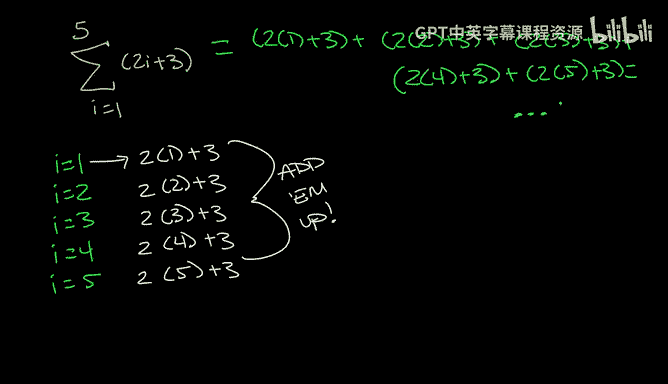 GPT中英字幕课程资源 bilibili
5
∑ (2i+3) = (2(1)+3) + (2(2)+3) + (2(3)+3) +
i=1
(2(4)+3) + (2(5)+3) =
...
i=1 → 2(1)+3
i=2 2(2)+3
i=3 2(3)+3
i=4 2(4)+3
i=5 2(5)+3
ADD
'EM
UP!